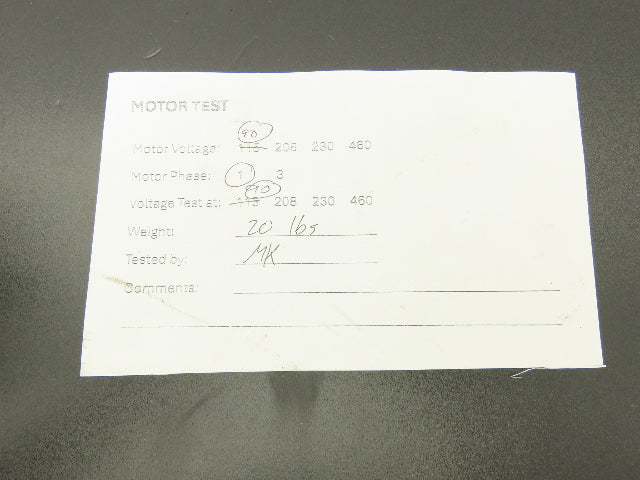 MOTOR TEST
90
Motor Voltage: 115 208 230 460
Motor Phase: 1 3
90
Voltage Test at: 115 208 230 460
Weight: 20 lbs
Tested by: MK
Comments: